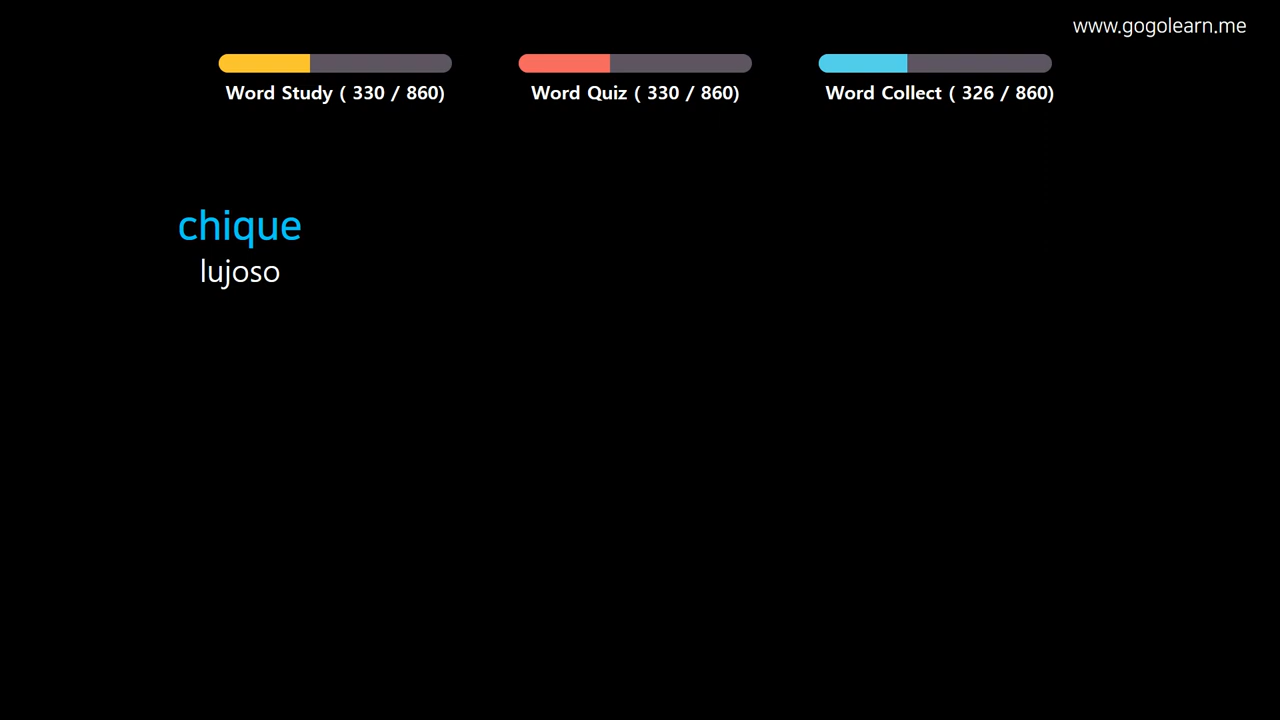 www.gogolearn.me
Word Study ( 330 / 860)
Word Quiz ( 330 / 860)
Word Collect ( 326 / 860)
chique
lujoso